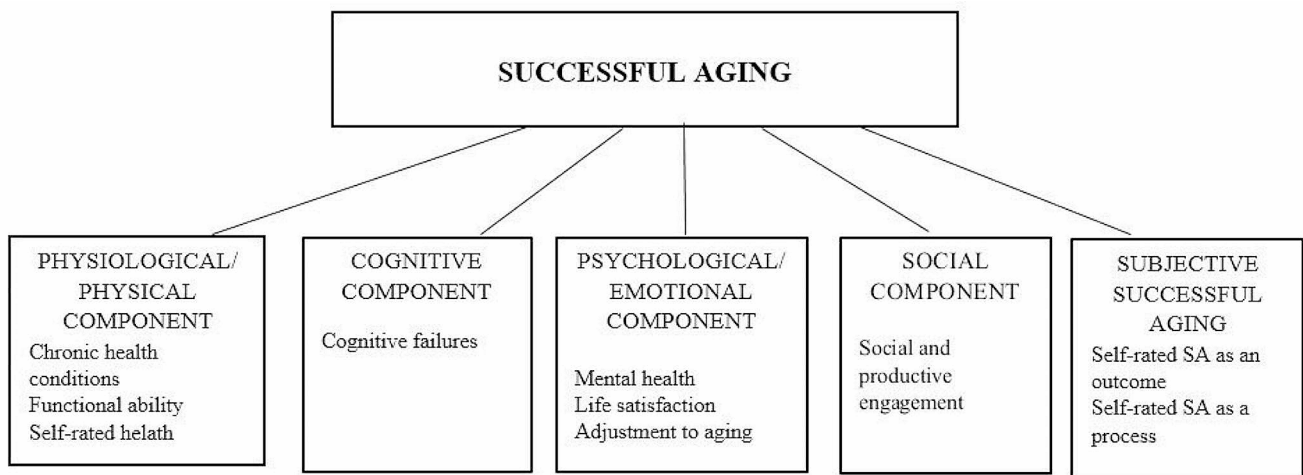 SUCCESSFUL AGING
PHYSIOLOGICAL/
PHYSICAL
COMPONENT
Chronic health
conditions
Functional ability
Self-rated helath
COGNITIVE
COMPONENT
Cognitive failures
PSYCHOLOGICAL/
EMOTIONAL
COMPONENT
Mental health
Life satisfaction
Adjustment to aging
SOCIAL
COMPONENT
Social and
productive
engagement
SUBJECTIVE
SUCCESSFUL
AGING
Self-rated SA as an
outcome
Self-rated SA as a
process